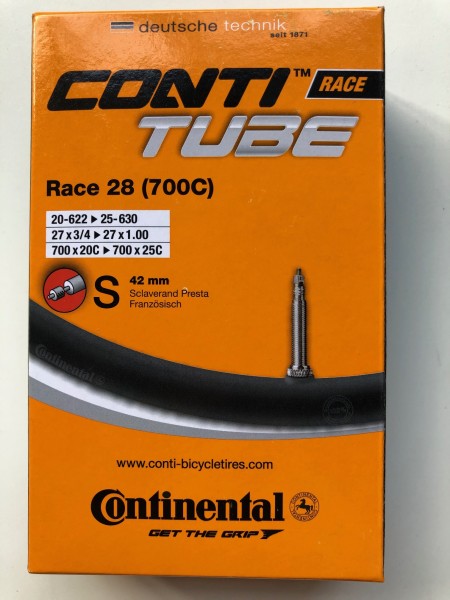 deutsche technik
seit 1871
CONTI™ RACE
TUBE
Race 28 (700C)
20-622 ▸ 25-630
27 x 3/4 ▸ 27 x 1.00
700 x 20C ▸ 700 x 25C
S 42 mm
Sclaverand Presta
Französisch
Continental
www.conti-bicycletires.com
Continental
CONTINENTAL
GET THE GRIP